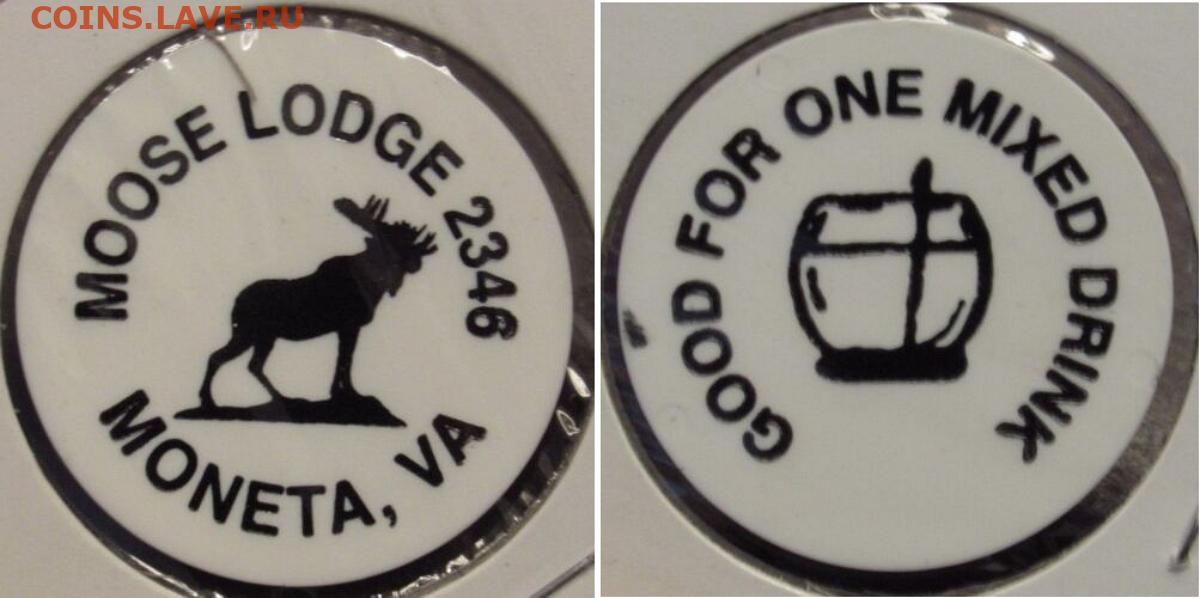 COINS.LAVE.RU
MOOSE LODGE 2346
MONETA, VA
GOOD FOR ONE MIXED DRINK